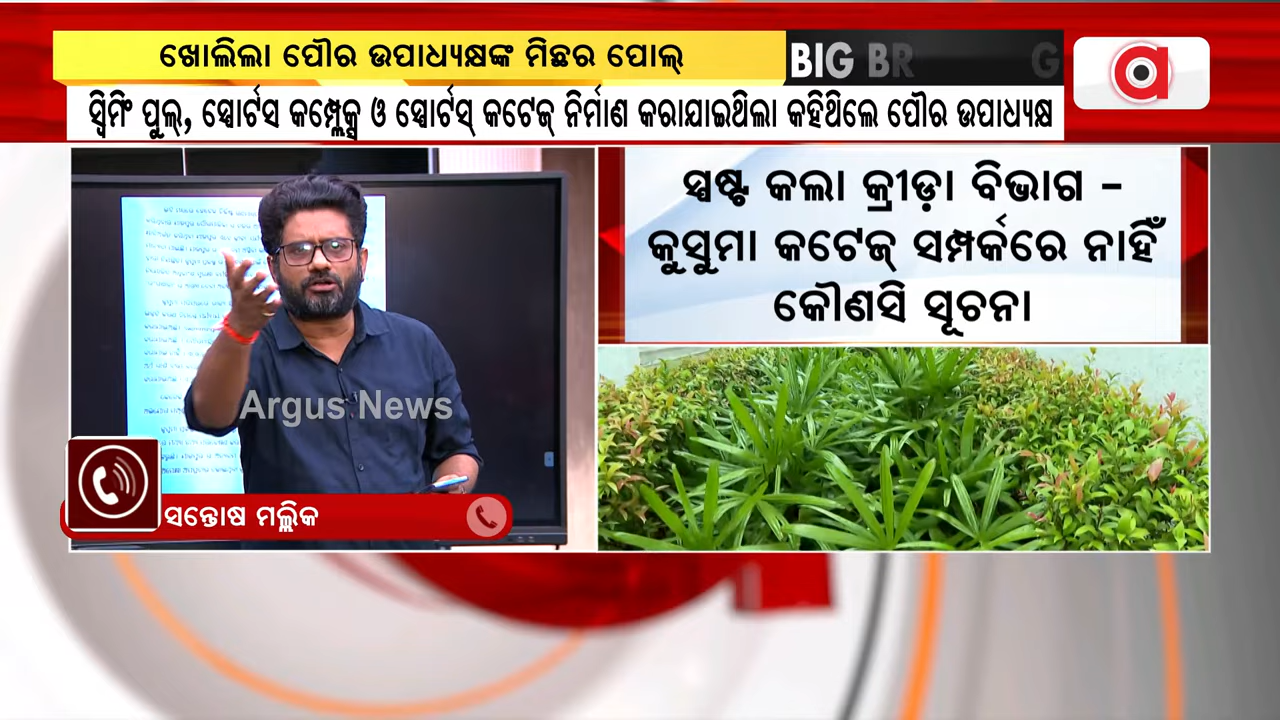 ଖୋଲିଲା ପୌର ଉପାଧ୍ୟକ୍ଷଙ୍କ ମିଛର ପୋଲ୍
BIG BR
G
ସ୍ୱିମିଂ ପୁଲ୍, ସ୍ପୋର୍ଟସ କମ୍ପ୍ଲେକ୍ସ ଓ ସ୍ପୋର୍ଟସ୍ କଟେଜ୍ ନିର୍ମାଣ କରାଯାଇଥିଲା କହିଥିଲେ ପୌର ଉପାଧ୍ୟକ୍ଷ
ସ୍ପଷ୍ଟ କଲା କ୍ରୀଡ଼ା ବିଭାଗ –
କୁସୁମା କଟେଜ୍ ସମ୍ପର୍କରେ ନାହିଁ
କୌଣସି ସୂଚନା
Argus News
ସନ୍ତୋଷ ମଲ୍ଲିକ